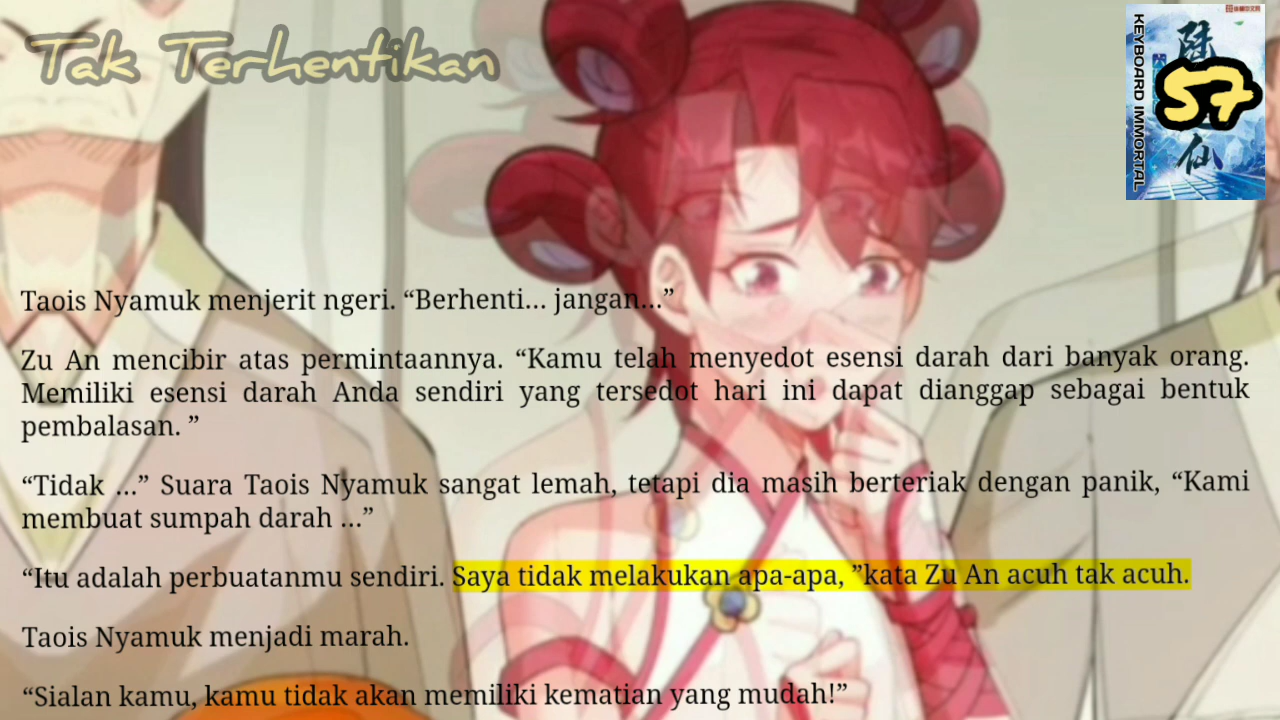 Tak Terhentikan
KEYBOARD IMMORTAL
57
仙
Taois Nyamuk menjerit ngeri. “Berhenti... jangan...”
Zu An mencibir atas permintaannya. “Kamu telah menyedot esensi darah dari banyak orang.
Memiliki esensi darah Anda sendiri yang tersedot hari ini dapat dianggap sebagai bentuk
pembalasan. ”
“Tidak ...” Suara Taois Nyamuk sangat lemah, tetapi dia masih berteriak dengan panik, “Kami
membuat sumpah darah ...”
“Itu adalah perbuatanmu sendiri. Saya tidak melakukan apa-apa, ”kata Zu An acuh tak acuh.
Taois Nyamuk menjadi marah.
“Sialan kamu, kamu tidak akan memiliki kematian yang mudah!”